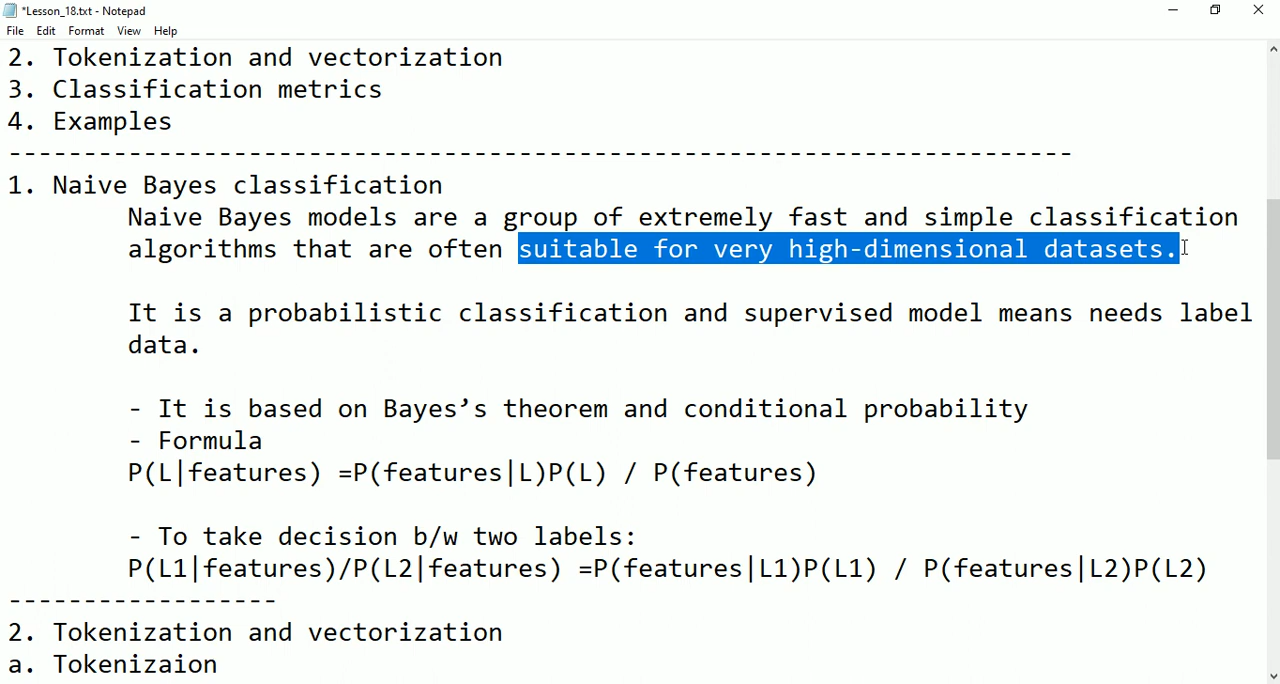 *Lesson_18.txt - Notepad
File Edit Format View Help
2. Tokenization and vectorization
3. Classification metrics
4. Examples
-----------------------------------------------------------------------
1. Naive Bayes classification
Naive Bayes models are a group of extremely fast and simple classification
algorithms that are often suitable for very high-dimensional datasets.
It is a probabilistic classification and supervised model means needs label
data.
- It is based on Bayes’s theorem and conditional probability
- Formula
P(L|features) =P(features|L)P(L) / P(features)
- To take decision b/w two labels:
P(L1|features)/P(L2|features) =P(features|L1)P(L1) / P(features|L2)P(L2)
------------------
2. Tokenization and vectorization
a. Tokenizaion